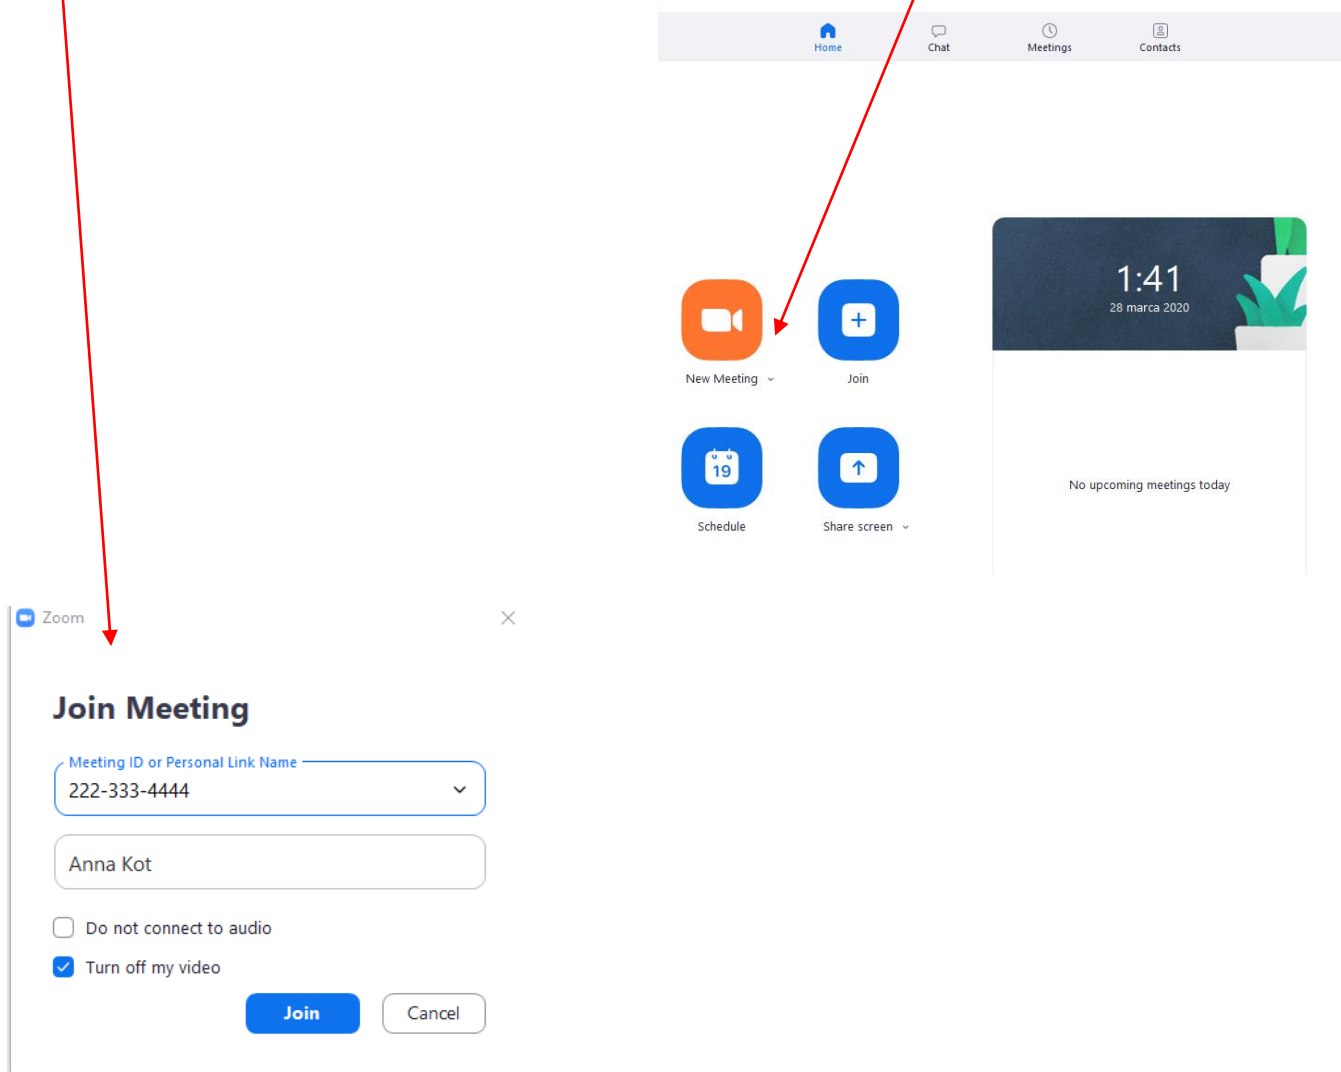 Home Chat Meetings Contacts
1:41
28 marca 2020
New Meeting Join
19
No upcoming meetings today
Schedule Share screen
Zoom
Join Meeting
Meeting ID or Personal Link Name
222-333-4444
Anna Kot
Do not connect to audio
Turn off my video
Join Cancel